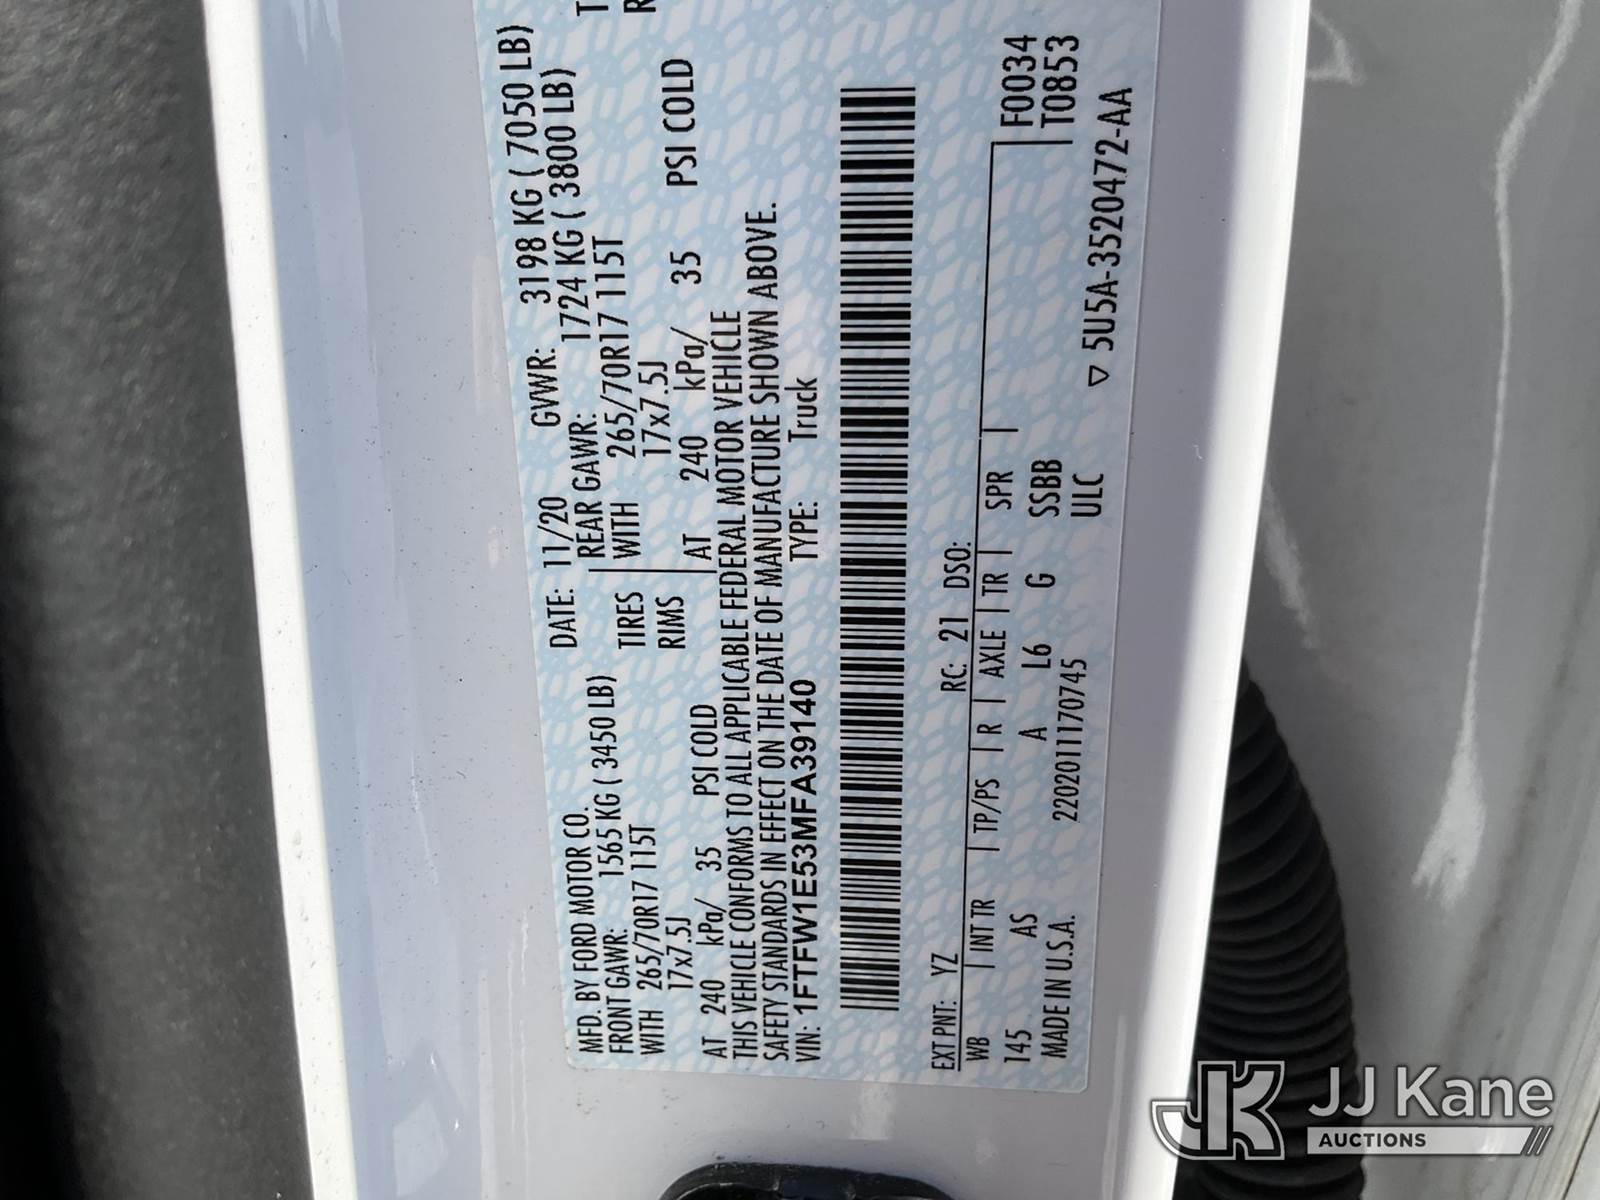 MFD. BY FORD MOTOR CO. DATE: 11/20 GVWR: 3198 KG ( 7050 LB)
FRONT GAWR: 1565 KG ( 3450 LB) REAR GAWR: 1724 KG ( 3800 LB)
WITH 265/70R17 115T TIRES WITH 265/70R17 115T
17x7.5J RIMS 17x7.5J
AT 240 kPa/ 35 PSI COLD AT 240 kPa/ 35 PSI COLD
THIS VEHICLE CONFORMS TO ALL APPLICABLE FEDERAL MOTOR VEHICLE
SAFETY STANDARDS IN EFFECT ON THE DATE OF MANUFACTURE SHOWN ABOVE.
VIN: 1FTFW1E53MFA39140 TYPE: Truck
EXT PNT: YZ RC: 21 DSO: F0034
WB INT TR TP/PS R AXLE TR SPR T0853
145 AS A L6 G SSBB
MADE IN U.S.A. 2202011170745 ULC ▽ 5U5A-3520472-AA
JK JJ Kane
AUCTIONS